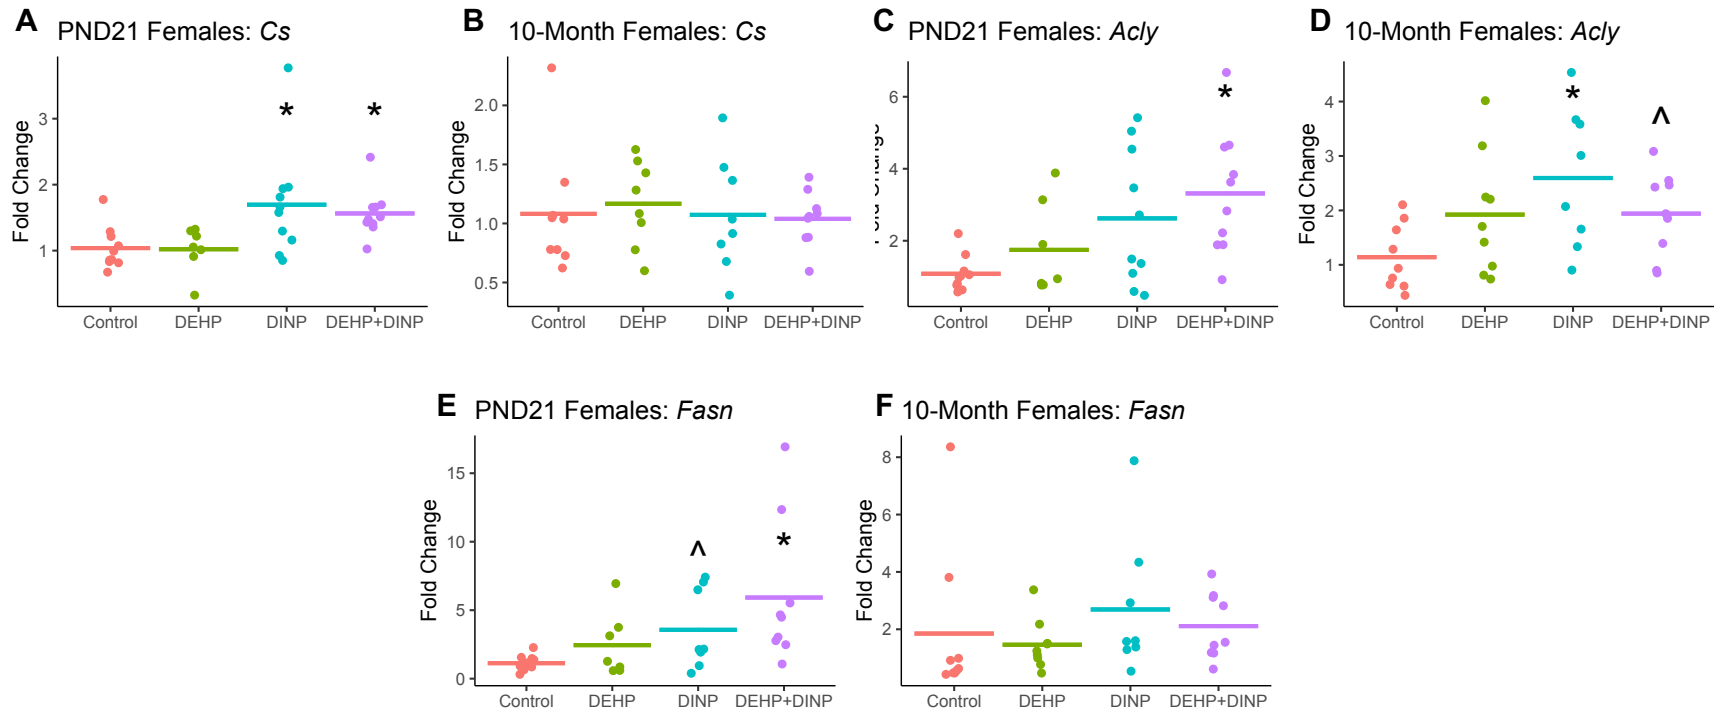 A PND21 Females: Cs
Fold Change
3
2
1
* *
Control DEHP DINP DEHP+DINP
B 10-Month Females: Cs
Fold Change
2.0
1.5
1.0
0.5
Control DEHP DINP DEHP+DINP
C PND21 Females: Acly
Fold Change
6
4
2
*
Control DEHP DINP DEHP+DINP
D 10-Month Females: Acly
Fold Change
4
3
2
1
* ^
Control DEHP DINP DEHP+DINP
E PND21 Females: Fasn
Fold Change
15
10
5
0
^ *
Control DEHP DINP DEHP+DINP
F 10-Month Females: Fasn
Fold Change
8
6
4
2
Control DEHP DINP DEHP+DINP